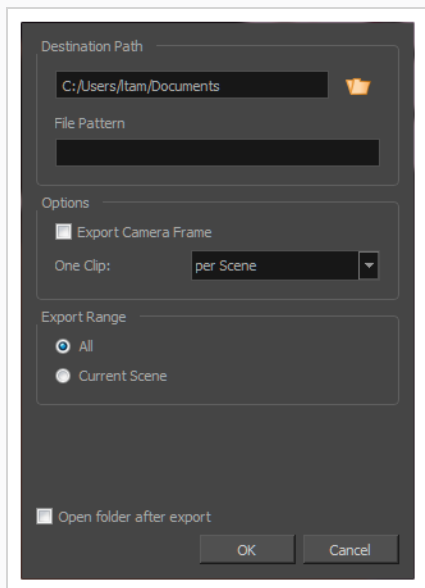 Destination Path
C:/Users/ltam/Documents
File Pattern
Options
Export Camera Frame
One Clip: per Scene
Export Range
All
Current Scene
Open folder after export
OK Cancel